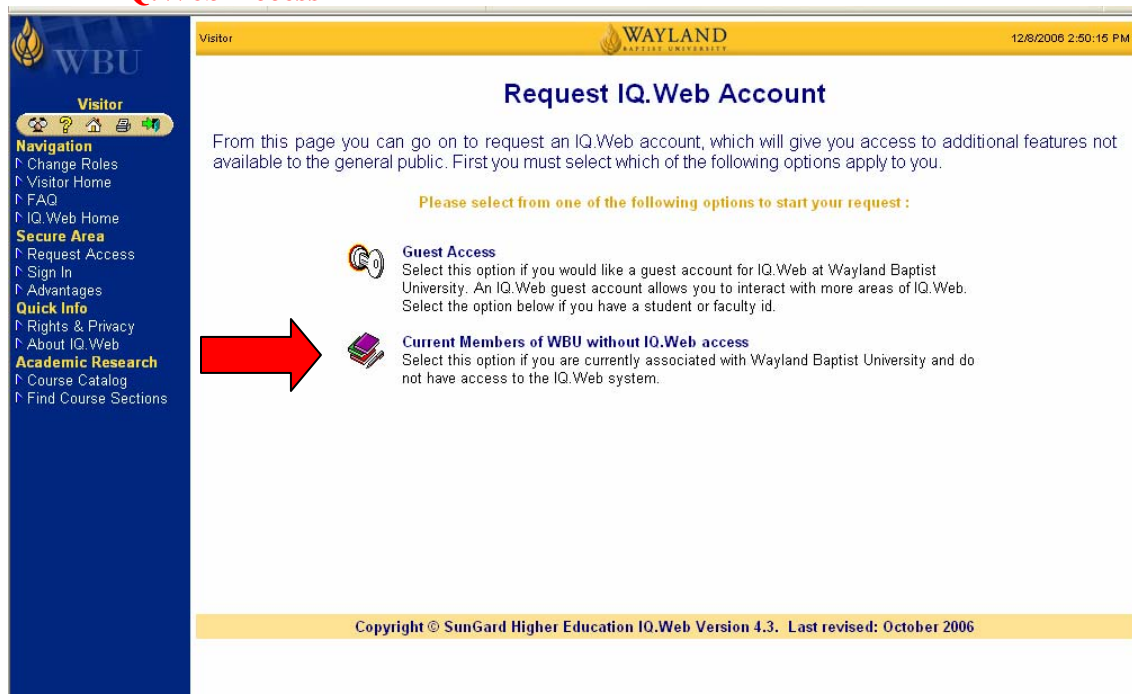 WBU
Visitor
Navigation
Change Roles
Visitor Home
FAQ
IQ.Web Home
Secure Area
Request Access
Sign In
Advantages
Quick Info
Rights & Privacy
About IQ.Web
Academic Research
Course Catalog
Find Course Sections
Visitor
WAYLAND
BAPTIST UNIVERSITY
12/8/2006 2:50:15 PM
Request IQ.Web Account
From this page you can go on to request an IQ.Web account, which will give you access to additional features not
available to the general public. First you must select which of the following options apply to you.
Please select from one of the following options to start your request :
Guest Access
Select this option if you would like a guest account for IQ.Web at Wayland Baptist
University. An IQ.Web guest account allows you to interact with more areas of IQ.Web.
Select the option below if you have a student or faculty id.
Current Members of WBU without IQ.Web access
Select this option if you are currently associated with Wayland Baptist University and do
not have access to the IQ.Web system.
Copyright © SunGard Higher Education IQ.Web Version 4.3. Last revised: October 2006